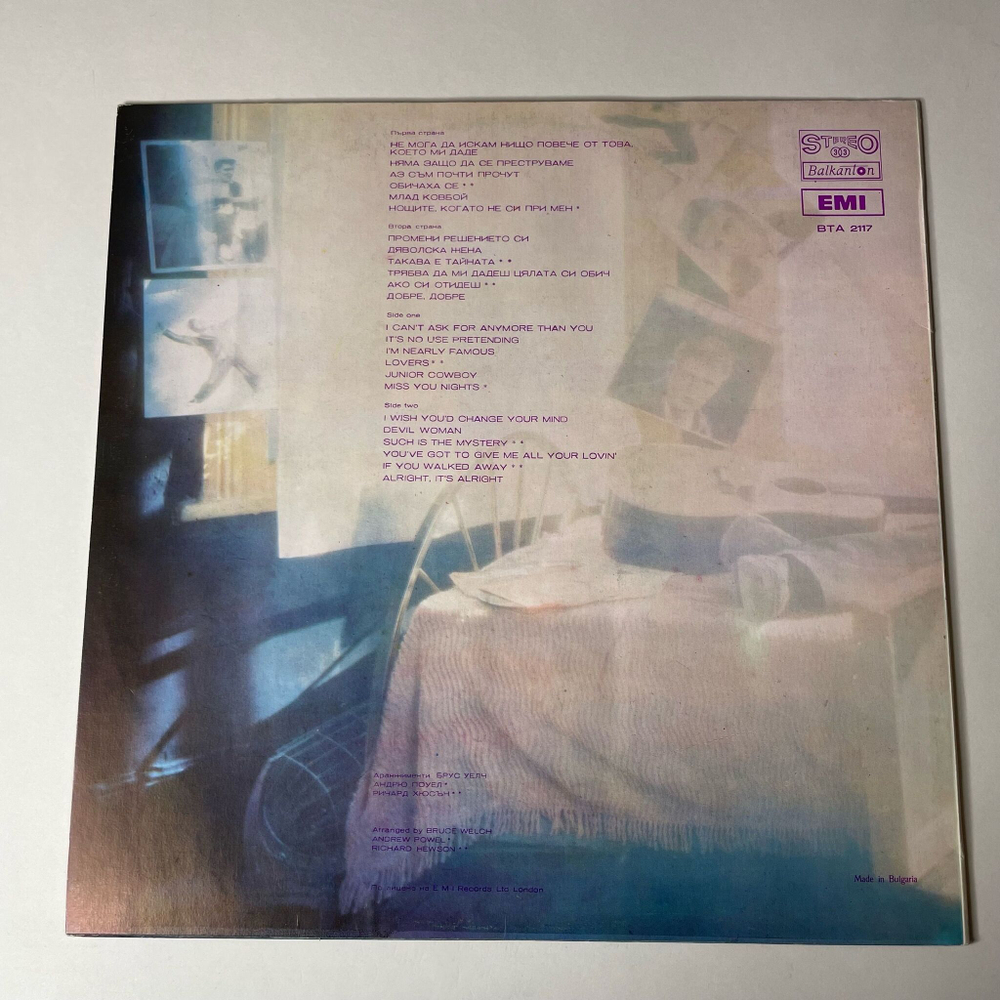 Първа страна
НЕ МОГА ДА ИСКАМ НИЩО ПОВЕЧЕ ОТ ТОВА,
КОЕТО МИ ДАДЕ
НЯМА ЗАЩО ДА СЕ ПРЕСТРУВАМЕ
АЗ СЪМ ПОЧТИ ПРОЧУТ
ОБИЧАХА СЕ * *
МЛАД КОВБОЙ
НОЩИТЕ, КОГАТО НЕ СИ ПРИ МЕН *
Втора страна
ПРОМЕНИ РЕШЕНИЕТО СИ
ДЯВОЛСКА ЖЕНА
ТАКАВА Е ТАЙНАТА * *
ТРЯБВА ДА МИ ДАДЕШ ЦЯЛАТА СИ ОБИЧ
АКО СИ ОТИДЕШ * *
ДОБРЕ, ДОБРЕ
Side one
I CAN'T ASK FOR ANYMORE THAN YOU
IT'S NO USE PRETENDING
I'M NEARLY FAMOUS
LOVERS * *
JUNIOR COWBOY
MISS YOU NIGHTS *
Side two
I WISH YOU'D CHANGE YOUR MIND
DEVIL WOMAN
SUCH IS THE MYSTERY * *
YOU'VE GOT TO GIVE ME ALL YOUR LOVIN'
IF YOU WALKED AWAY * *
ALRIGHT, IT'S ALRIGHT
STEREO
303
Balkanton
EMI
BTA 2117
Аранжименти БРУС УЕЛЧ
АНДРЮ ПОУЕЛ *
РИЧАРД ХЮСЪН * *
Arranged by BRUCE WELCH
ANDREW POWEL *
RICHARD HEWSON * *
на E M I Records Ltd London
Made in Bulgaria